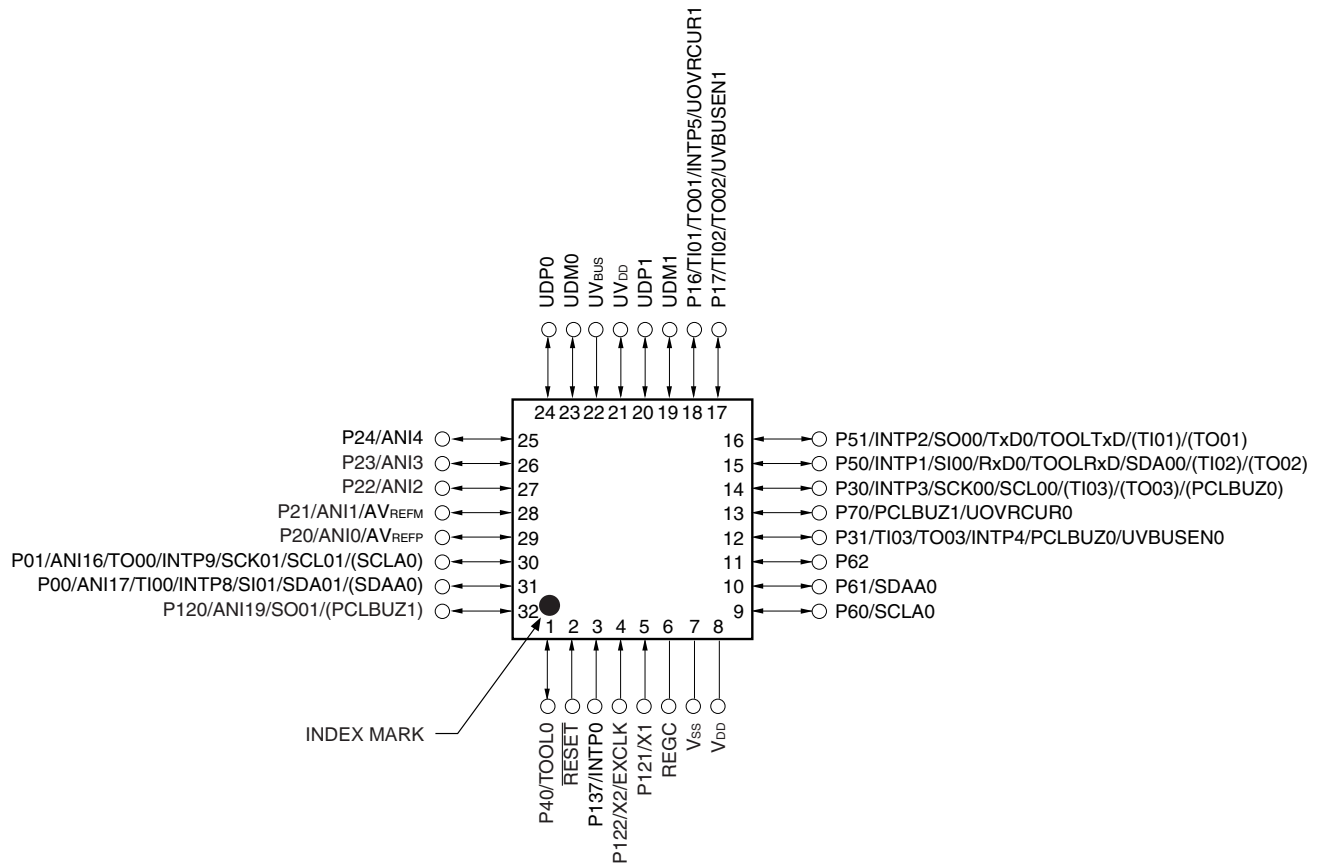 P16/TI01/TO01/INTP5/UOVRCUR1
P17/TI02/TO02/UVBUSEN1
UDP0
UDM0
UVBUS
UVDD
UDP1
UDM1
24 23 22 21 20 19 18 17
P24/ANI4
25
P23/ANI3
26
P22/ANI2
27
P21/ANI1/AVREFM
28
P20/ANI0/AVREFP
29
P01/ANI16/TO00/INTP9/SCK01/SCL01/(SCLA0)
30
P00/ANI17/TI00/INTP8/SI01/SDA01/(SDAA0)
31
P120/ANI19/SO01/(PCLBUZ1)
32
16
P51/INTP2/SO00/TxD0/TOOLTxD/(TI01)/(TO01)
15
P50/INTP1/SI00/RxD0/TOOLRxD/SDA00/(TI02)/(TO02)
14
P30/INTP3/SCK00/SCL00/(TI03)/(TO03)/(PCLBUZ0)
13
P70/PCLBUZ1/UOVRCUR0
12
P31/TI03/TO03/INTP4/PCLBUZ0/UVBUSEN0
11
P62
10
P61/SDAA0
9
P60/SCLA0
1 2 3 4 5 6 7 8
INDEX MARK
P40/TOOL0
RESET
P137/INTP0
P122/X2/EXCLK
P121/X1
REGC
VSS
VDD